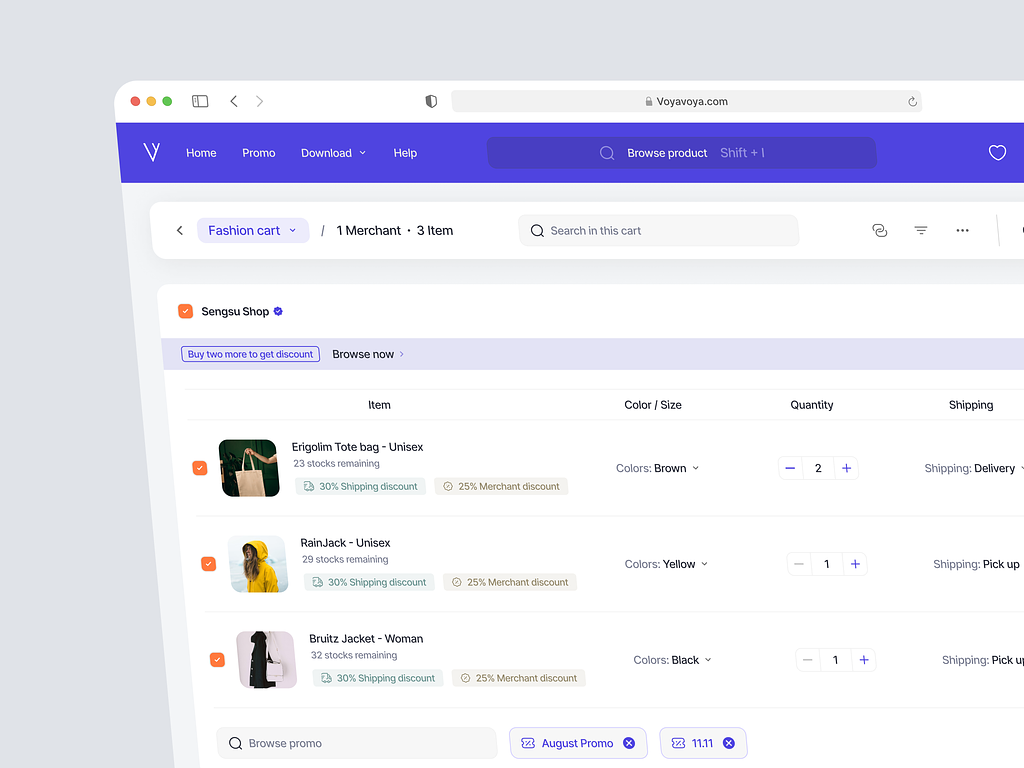 Voyavoya.com
Home Promo Download Help Browse product Shift + \
Fashion cart / 1 Merchant • 3 Item Search in this cart
Sengsu Shop
Buy two more to get discount Browse now
Item Color / Size Quantity Shipping
Erigolim Tote bag - Unisex
23 stocks remaining
30% Shipping discount 25% Merchant discount
Colors: Brown 2 Shipping: Delivery
RainJack - Unisex
29 stocks remaining
30% Shipping discount 25% Merchant discount
Colors: Yellow 1 Shipping: Pick up
Bruitz Jacket - Woman
32 stocks remaining
30% Shipping discount 25% Merchant discount
Colors: Black 1 Shipping: Pick up
Browse promo August Promo 11.11